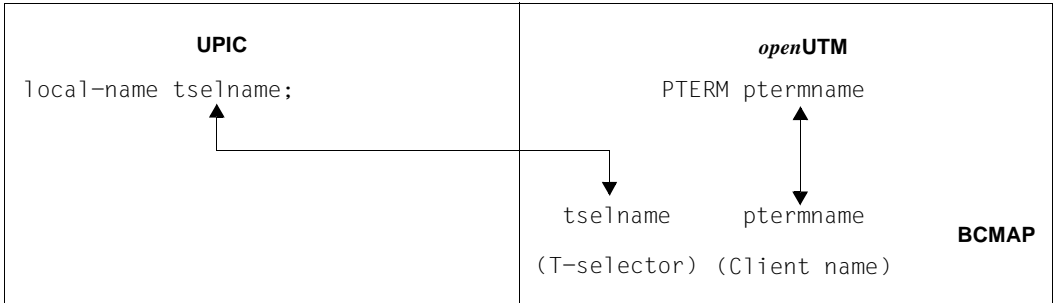 UPIC
local-name tselname;
openUTM
PTERM ptermname
tselname ptermname
BCMAP
(T-selector) (Client name)